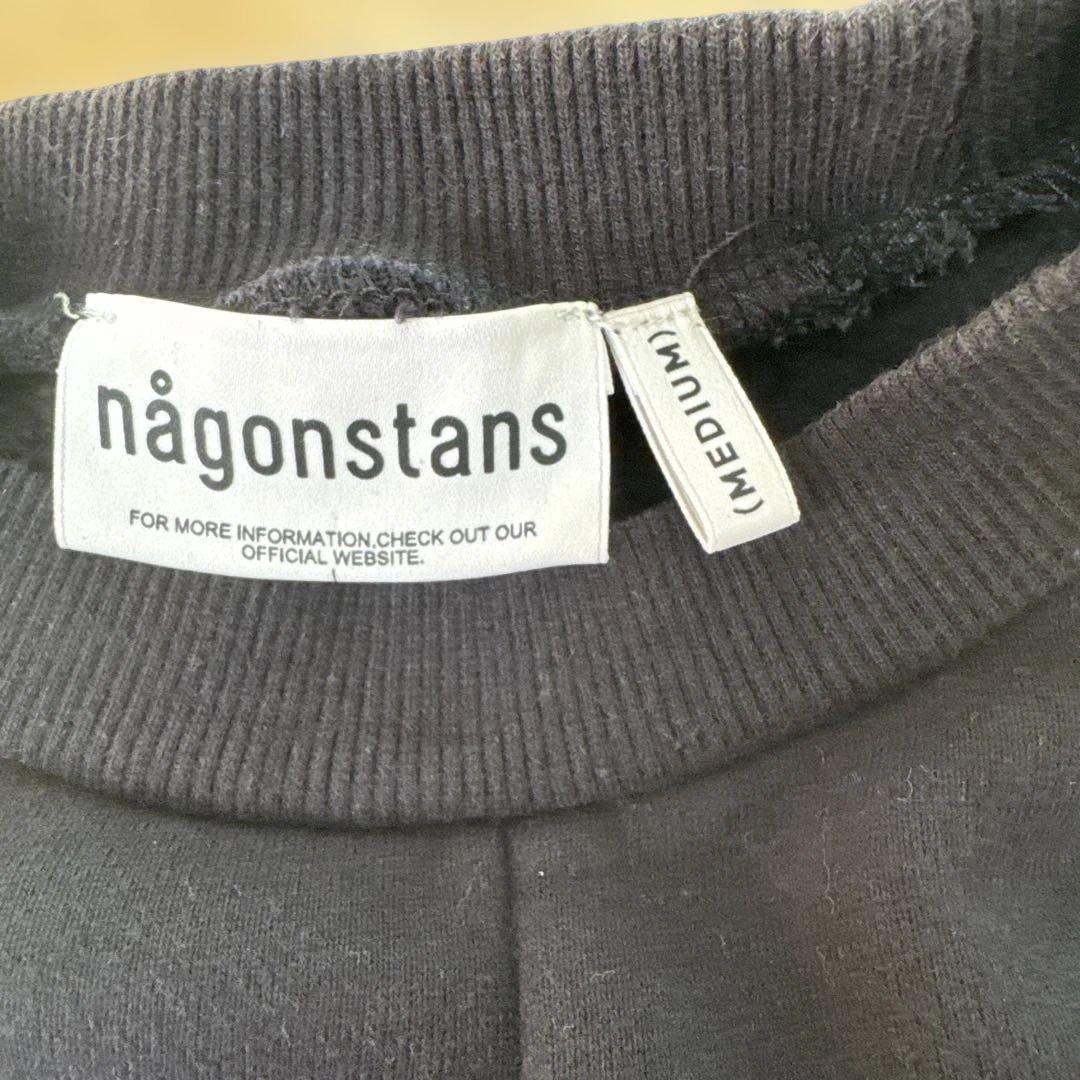 någonstans
FOR MORE INFORMATION,CHECK OUT OUR
OFFICIAL WEBSITE.
(MEDIUM)